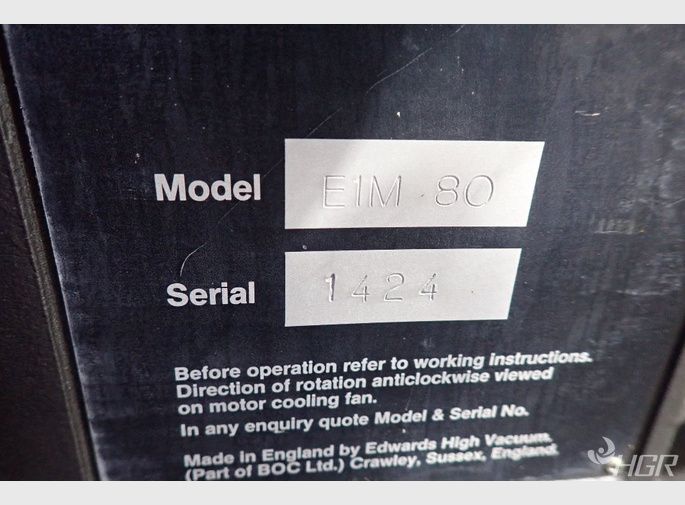 Model E1M 80
Serial 1424
Before operation refer to working instructions.
Direction of rotation anticlockwise viewed
on motor cooling fan.
In any enquiry quote Model & Serial No.
Made in England by Edwards High Vacuum.
(Part of BOC Ltd.) Crawley, Sussex, England.
HGR